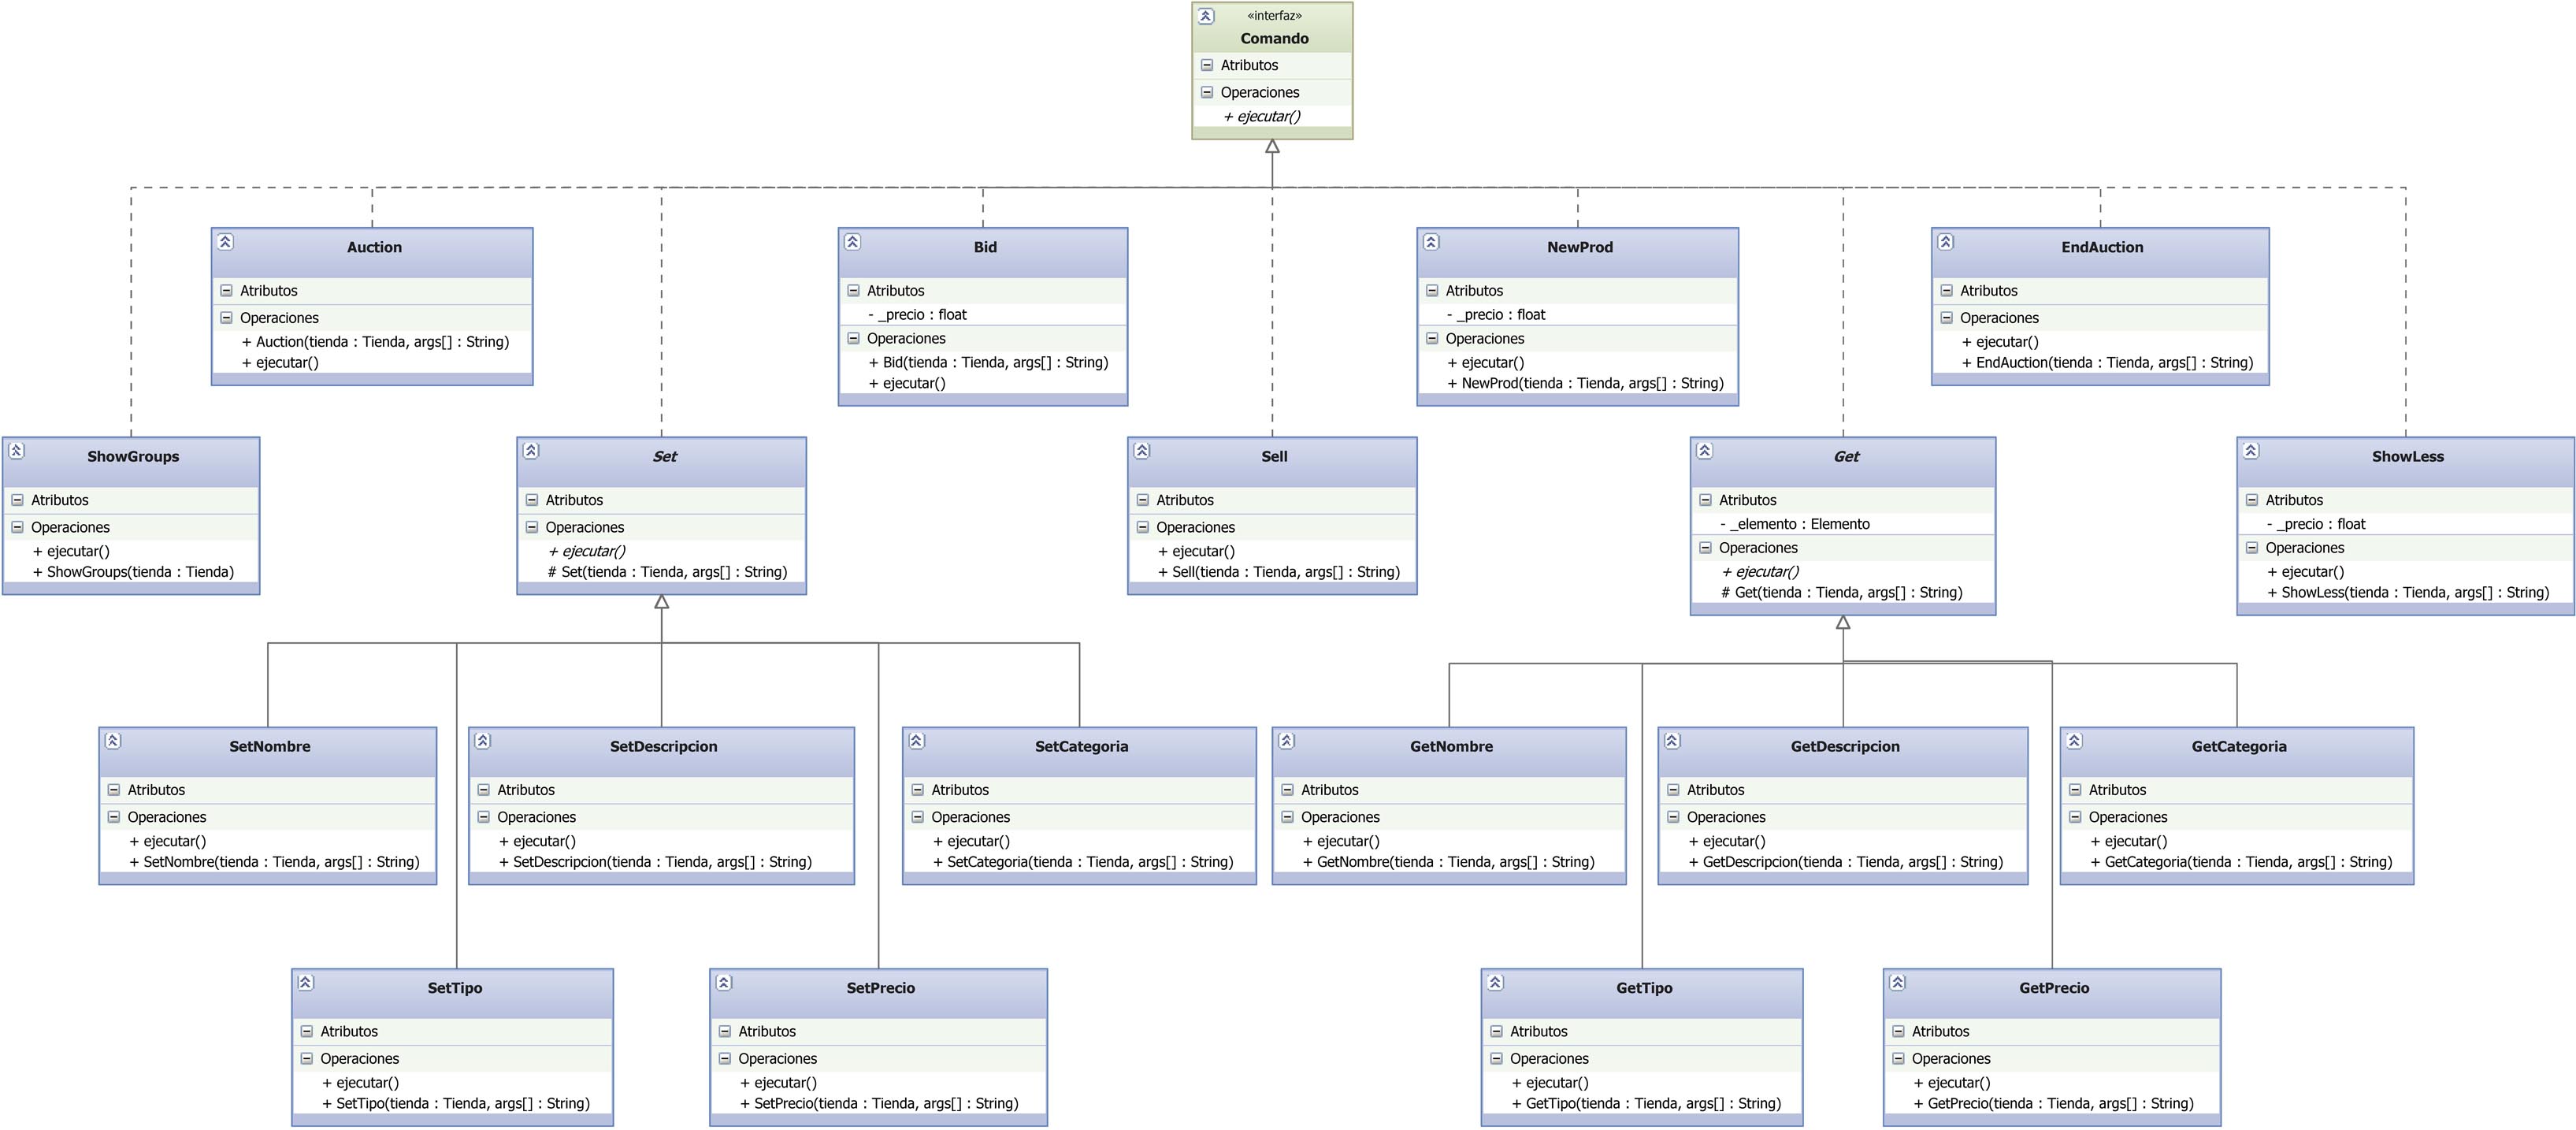 «interfaz»
Comando
Atributos
Operaciones
+ ejecutar()
Auction
Atributos
Operaciones
+ Auction(tienda : Tienda, args[] : String)
+ ejecutar()
Bid
Atributos
- _precio : float
Operaciones
+ Bid(tienda : Tienda, args[] : String)
+ ejecutar()
NewProd
Atributos
- _precio : float
Operaciones
+ ejecutar()
+ NewProd(tienda : Tienda, args[] : String)
EndAuction
Atributos
Operaciones
+ ejecutar()
+ EndAuction(tienda : Tienda, args[] : String)
ShowGroups
Atributos
Operaciones
+ ejecutar()
+ ShowGroups(tienda : Tienda)
Set
Atributos
Operaciones
+ ejecutar()
# Set(tienda : Tienda, args[] : String)
Sell
Atributos
Operaciones
+ ejecutar()
+ Sell(tienda : Tienda, args[] : String)
Get
Atributos
- _elemento : Elemento
Operaciones
+ ejecutar()
# Get(tienda : Tienda, args[] : String)
ShowLess
Atributos
- _precio : float
Operaciones
+ ejecutar()
+ ShowLess(tienda : Tienda, args[] : String)
SetNombre
Atributos
Operaciones
+ ejecutar()
+ SetNombre(tienda : Tienda, args[] : String)
SetDescripcion
Atributos
Operaciones
+ ejecutar()
+ SetDescripcion(tienda : Tienda, args[] : String)
SetCategoria
Atributos
Operaciones
+ ejecutar()
+ SetCategoria(tienda : Tienda, args[] : String)
GetNombre
Atributos
Operaciones
+ ejecutar()
+ GetNombre(tienda : Tienda, args[] : String)
GetDescripcion
Atributos
Operaciones
+ ejecutar()
+ GetDescripcion(tienda : Tienda, args[] : String)
GetCategoria
Atributos
Operaciones
+ ejecutar()
+ GetCategoria(tienda : Tienda, args[] : String)
SetTipo
Atributos
Operaciones
+ ejecutar()
+ SetTipo(tienda : Tienda, args[] : String)
SetPrecio
Atributos
Operaciones
+ ejecutar()
+ SetPrecio(tienda : Tienda, args[] : String)
GetTipo
Atributos
Operaciones
+ ejecutar()
+ GetTipo(tienda : Tienda, args[] : String)
GetPrecio
Atributos
Operaciones
+ ejecutar()
+ GetPrecio(tienda : Tienda, args[] : String)